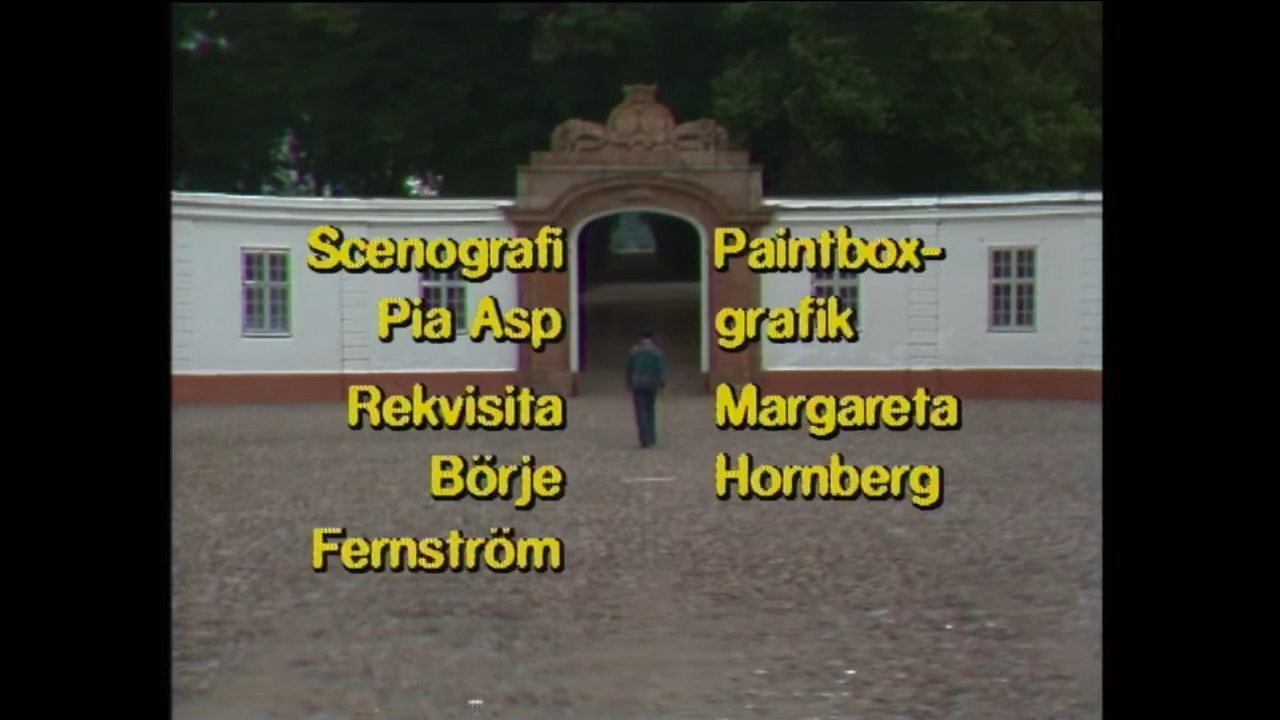 Scenografi
Pia Asp
Rekvisita
Börje
Fernström
Paintbox-
grafik
Margareta
Hornberg